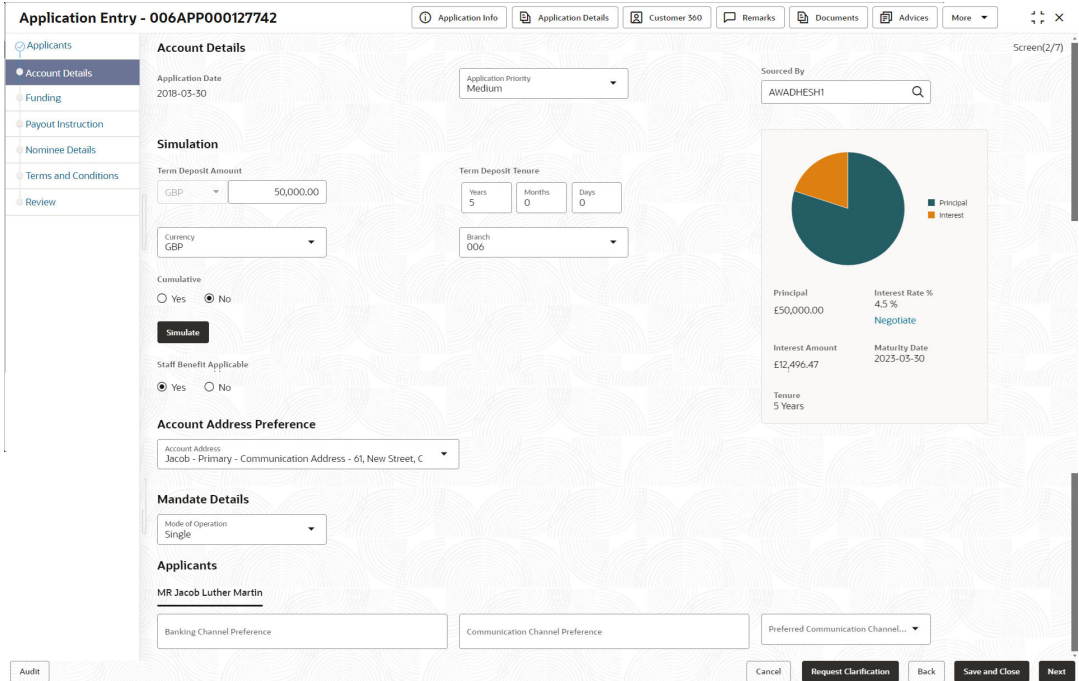 Application Entry - 006APP000127742
Application Info
Application Details
Customer 360
Remarks
Documents
Advices
More
Applicants
Account Details
Funding
Payout Instruction
Nominee Details
Terms and Conditions
Review
Account Details
Screen(2/7)
Application Date
2018-03-30
Application Priority
Medium
Sourced By
AWADHESH1
Simulation
Term Deposit Amount
GBP
50,000.00
Term Deposit Tenure
Years
5
Months
0
Days
0
Currency
GBP
Branch
006
Cumulative
Yes
No
Simulate
Staff Benefit Applicable
Yes
No
Principal
Interest
Principal
£50,000.00
Interest Rate %
4.5 %
Negotiate
Interest Amount
£12,496.47
Maturity Date
2023-03-30
Tenure
5 Years
Account Address Preference
Account Address
Jacob - Primary - Communication Address - 61, New Street, C
Mandate Details
Mode of Operation
Single
Applicants
MR Jacob Luther Martin
Banking Channel Preference
Communication Channel Preference
Preferred Communication Channel...
Audit
Cancel
Request Clarification
Back
Save and Close
Next